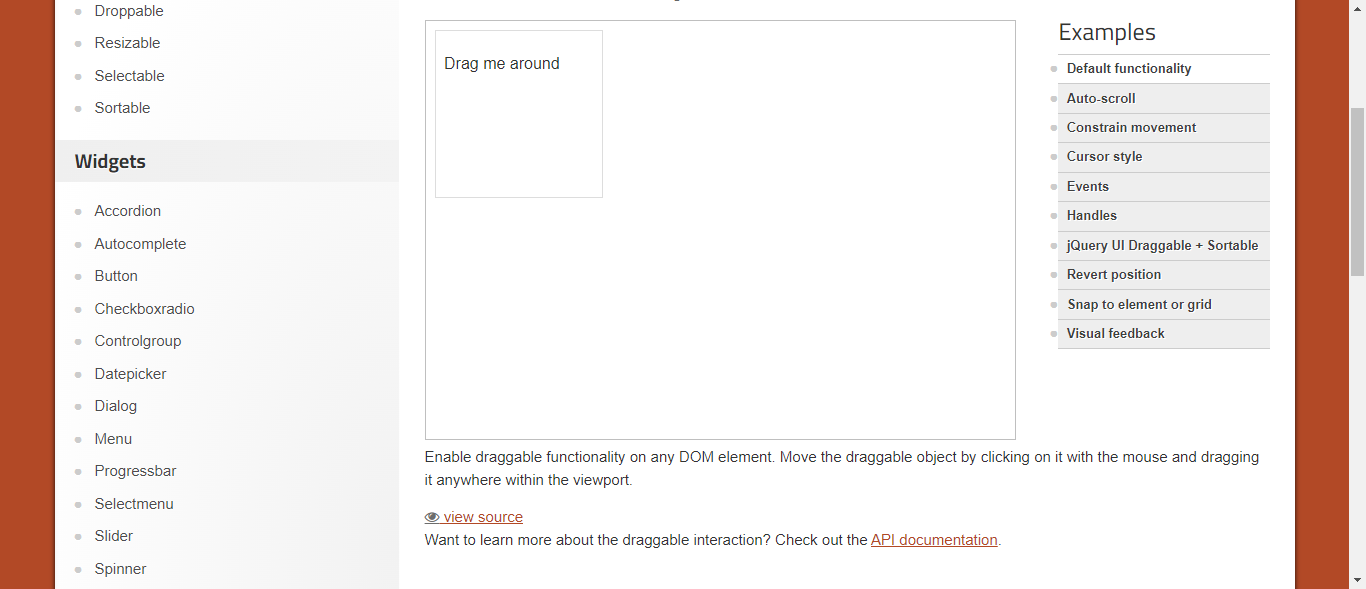 Droppable
Resizable
Selectable
Sortable
Widgets
Accordion
Autocomplete
Button
Checkboxradio
Controlgroup
Datepicker
Dialog
Menu
Progressbar
Selectmenu
Slider
Spinner
Drag me around
Enable draggable functionality on any DOM element. Move the draggable object by clicking on it with the mouse and dragging
it anywhere within the viewport.
view source
Want to learn more about the draggable interaction? Check out the API documentation.
Examples
Default functionality
Auto-scroll
Constrain movement
Cursor style
Events
Handles
jQuery UI Draggable + Sortable
Revert position
Snap to element or grid
Visual feedback